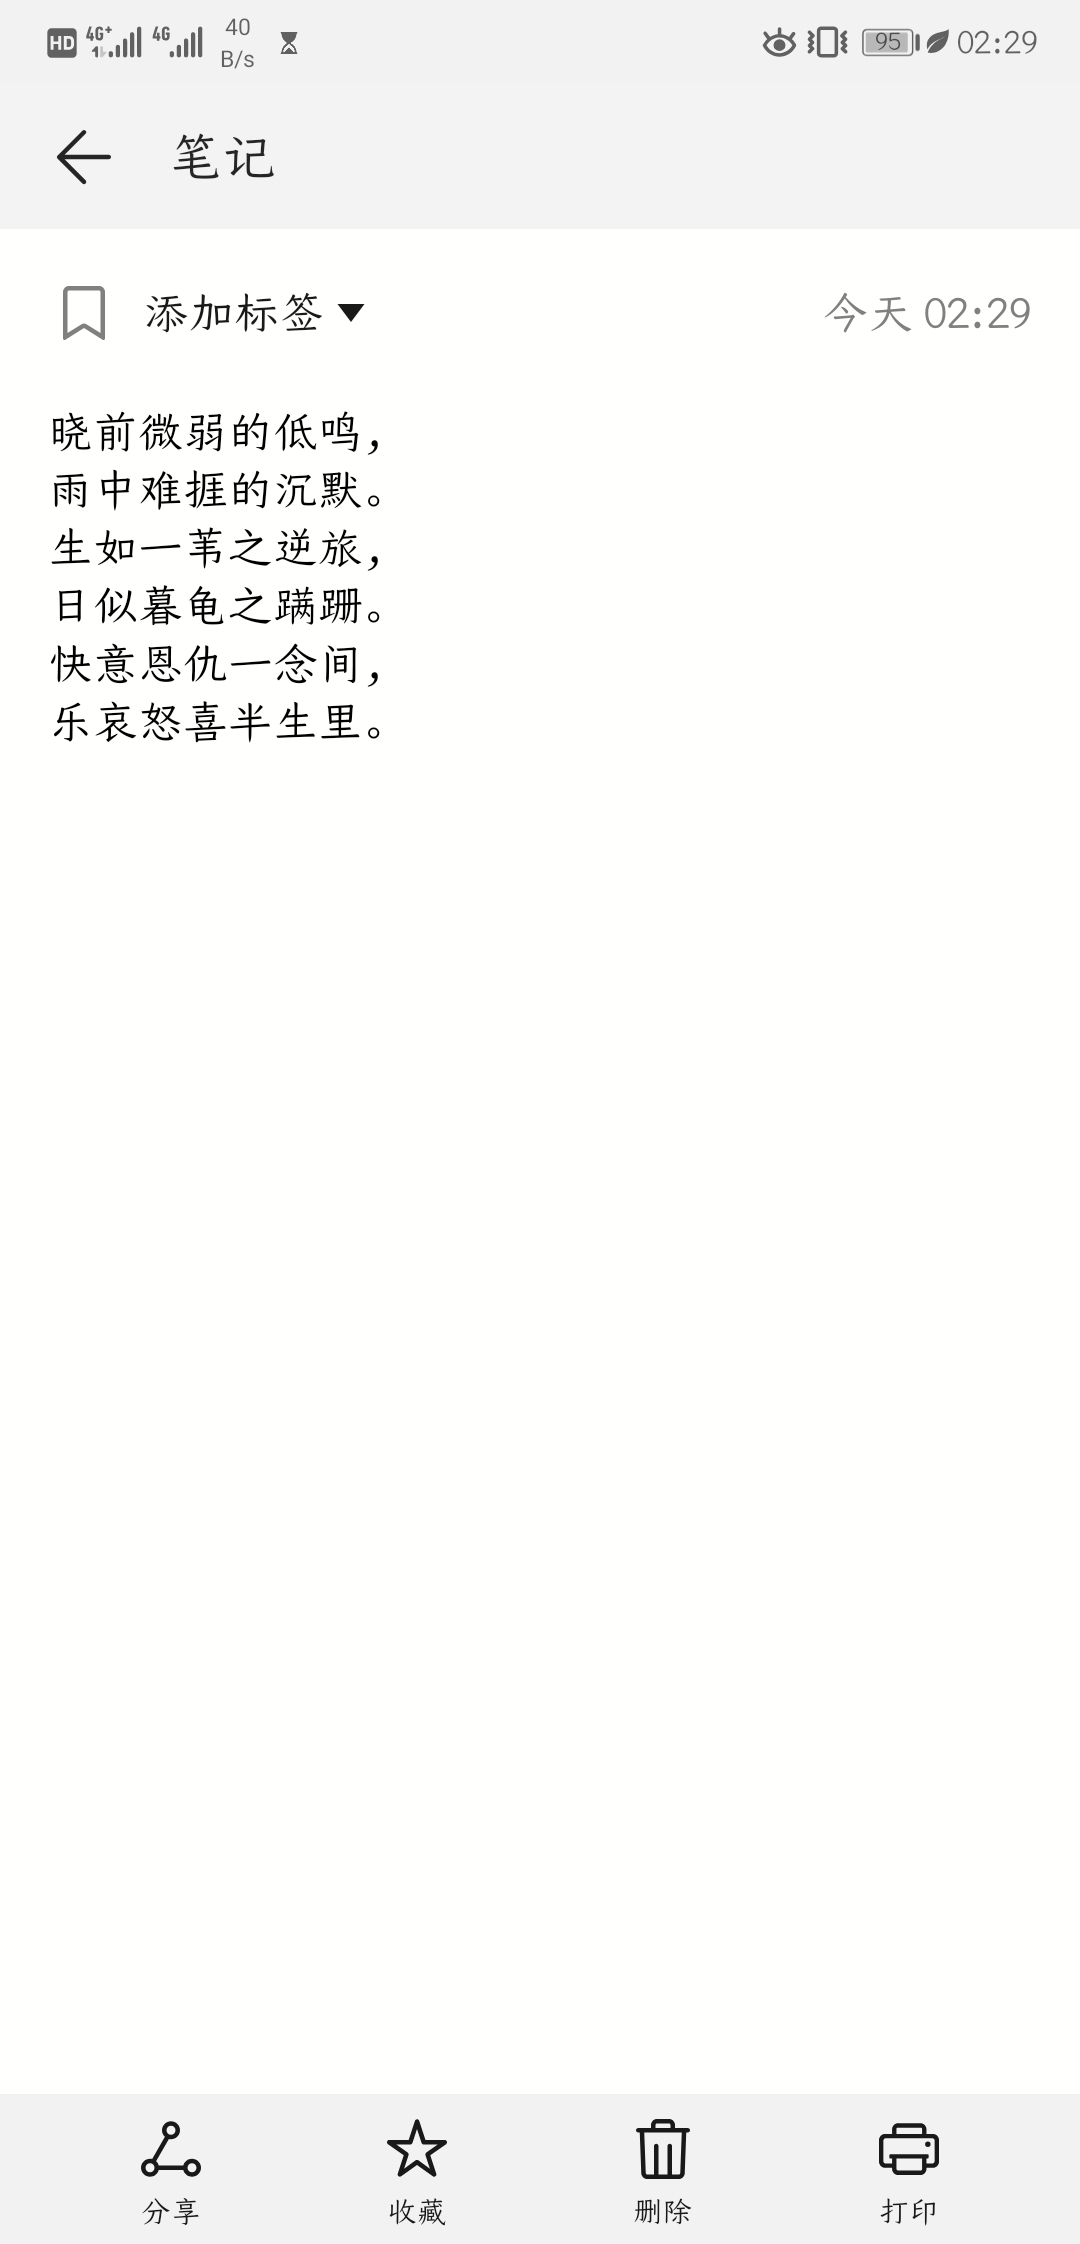 HD 4G+ 4G 40 B/s 95 02:29
笔记
添加标签 今天 02:29
晓前微弱的低鸣，
雨中难捱的沉默。
生如一苇之逆旅，
日似暮龟之蹒跚。
快意恩仇一念间，
乐哀怒喜半生里。
分享 收藏 删除 打印